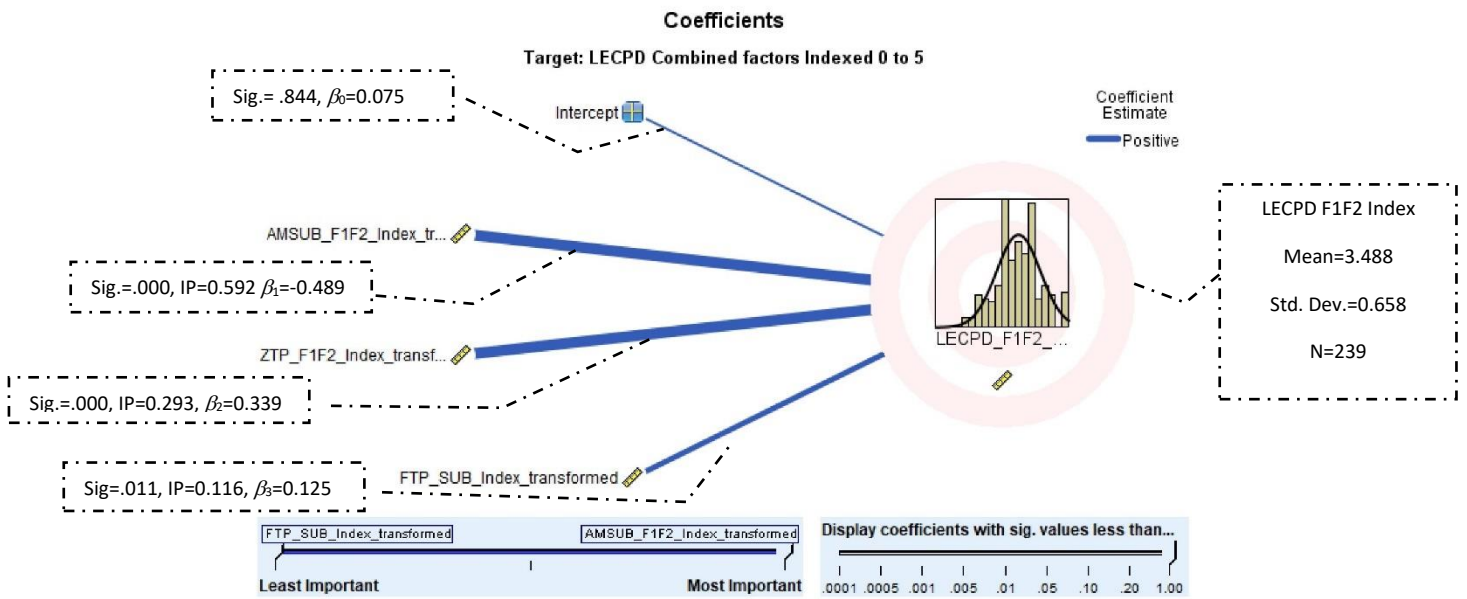 Coefficients
Target: LECPD Combined factors Indexed 0 to 5
Sig.= .844, β0=0.075
Intercept
Coefficient
Estimate
Positive
AMSUB_F1F2_Index_tr...
Sig.=.000, IP=0.592 β1=-0.489
ZTP_F1F2_Index_transf...
Sig.=.000, IP=0.293, β2=0.339
FTP_SUB_Index_transformed
Sig=.011, IP=0.116, β3=0.125
LECPD_F1F2_...
LECPD F1F2 Index
Mean=3.488
Std. Dev.=0.658
N=239
FTP_SUB_Index_transformed
AMSUB_F1F2_Index_transformed
Least Important
Most Important
Display coefficients with sig. values less than...
.0001 .0005 .001 .005 .01 .05 .10 .20 1.00